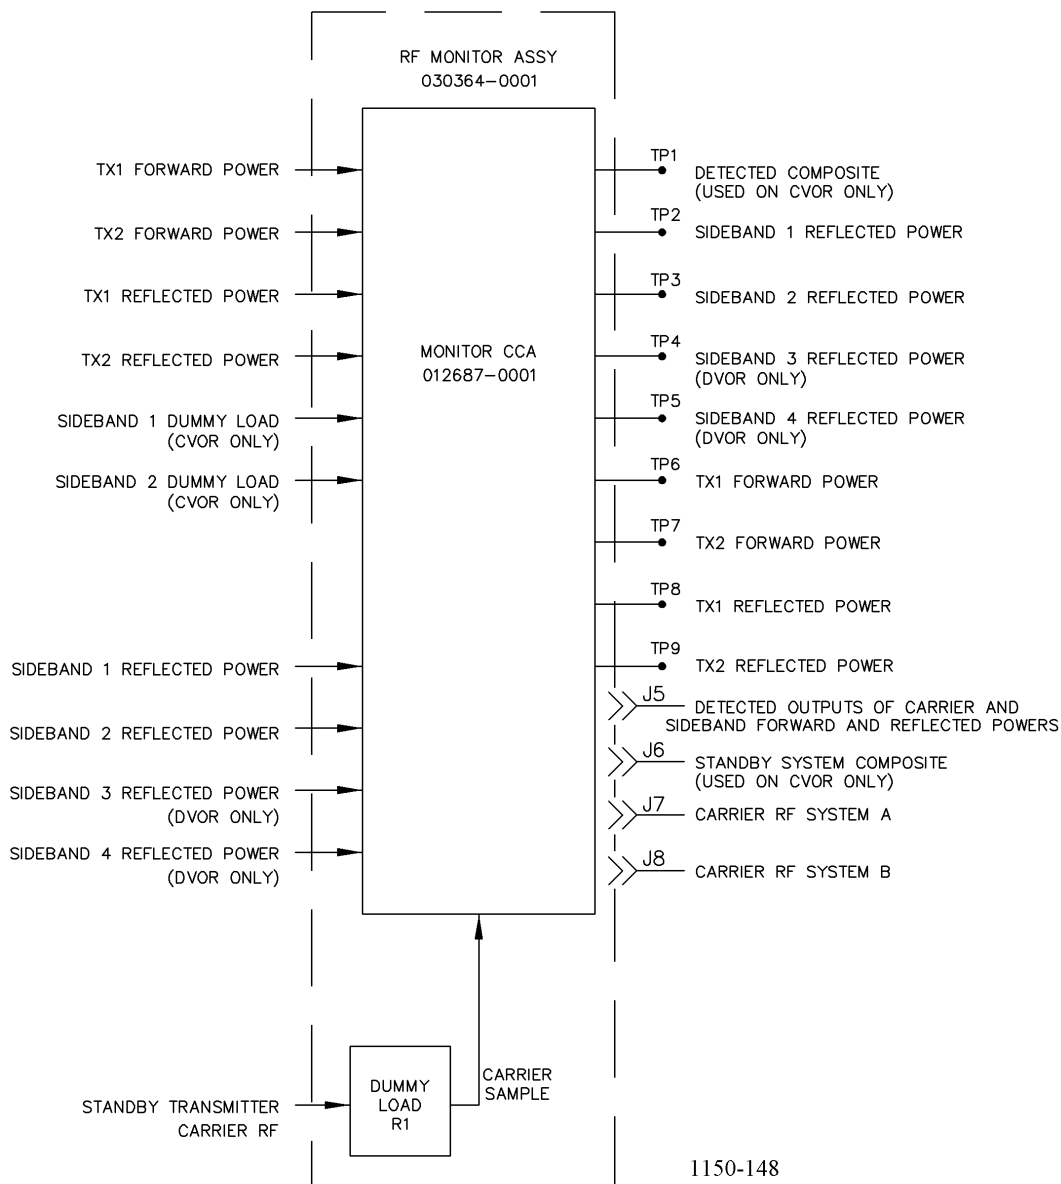 RF MONITOR ASSY
030364-0001
MONITOR CCA
012687-0001
TX1 FORWARD POWER
TX2 FORWARD POWER
TX1 REFLECTED POWER
TX2 REFLECTED POWER
SIDEBAND 1 DUMMY LOAD
(CVOR ONLY)
SIDEBAND 2 DUMMY LOAD
(CVOR ONLY)
SIDEBAND 1 REFLECTED POWER
SIDEBAND 2 REFLECTED POWER
SIDEBAND 3 REFLECTED POWER
(DVOR ONLY)
SIDEBAND 4 REFLECTED POWER
(DVOR ONLY)
TP1
DETECTED COMPOSITE
(USED ON CVOR ONLY)
TP2
SIDEBAND 1 REFLECTED POWER
TP3
SIDEBAND 2 REFLECTED POWER
TP4
SIDEBAND 3 REFLECTED POWER
(DVOR ONLY)
TP5
SIDEBAND 4 REFLECTED POWER
(DVOR ONLY)
TP6
TX1 FORWARD POWER
TP7
TX2 FORWARD POWER
TP8
TX1 REFLECTED POWER
TP9
TX2 REFLECTED POWER
J5
DETECTED OUTPUTS OF CARRIER AND
SIDEBAND FORWARD AND REFLECTED POWERS
J6
STANDBY SYSTEM COMPOSITE
(USED ON CVOR ONLY)
J7
CARRIER RF SYSTEM A
J8
CARRIER RF SYSTEM B
STANDBY TRANSMITTER
CARRIER RF
DUMMY
LOAD
R1
CARRIER
SAMPLE
1150-148